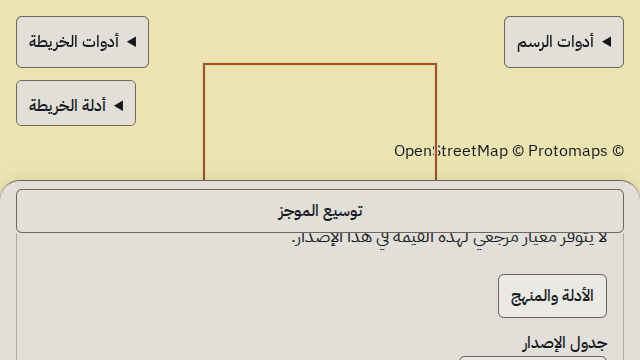 أدوات الرسم
أدوات الخريطة
أدلة الخريطة
OpenStreetMap © Protomaps ©
توسيع الموجز
لا يتوفر معيار مرجعي لهذه القيمة في هذا الإصدار.
الأدلة والمنهج
جدول الإصدار